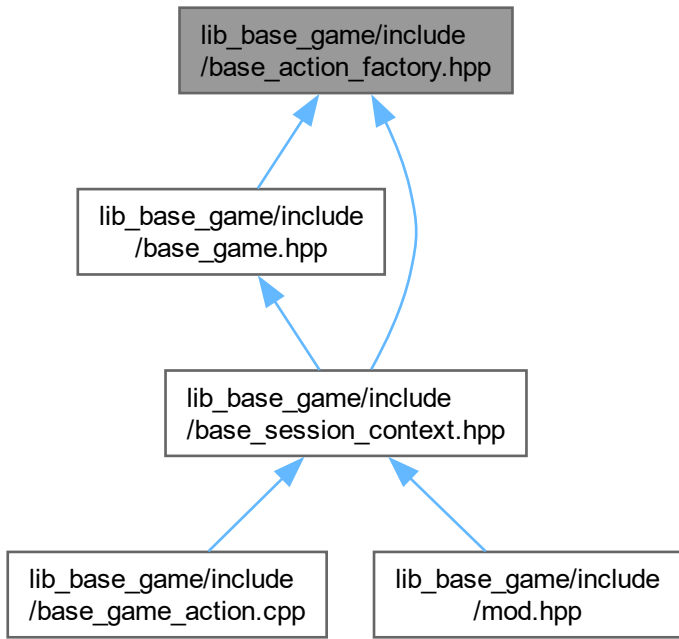 lib_base_game/include
/base_action_factory.hpp
lib_base_game/include
/base_game.hpp
lib_base_game/include
/base_session_context.hpp
lib_base_game/include
/base_game_action.cpp
lib_base_game/include
/mod.hpp